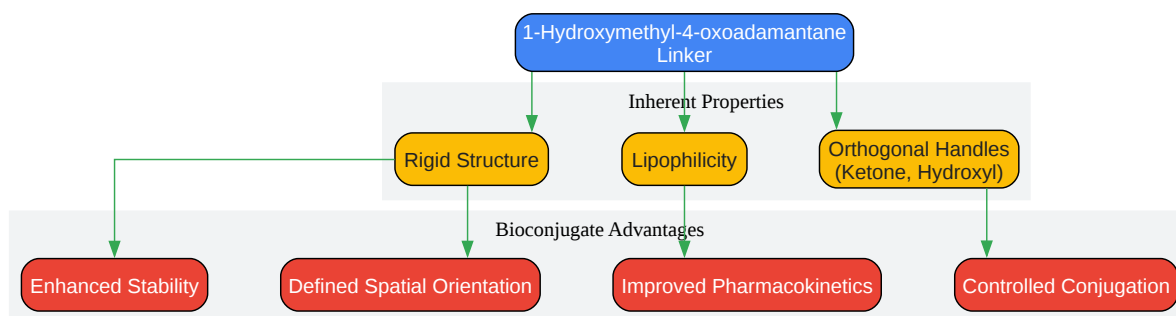 1-Hydroxymethyl-4-oxoadamantane
Linker
Inherent Properties
Rigid Structure
Lipophilicity
Orthogonal Handles
(Ketone, Hydroxyl)
Bioconjugate Advantages
Enhanced Stability
Defined Spatial Orientation
Improved Pharmacokinetics
Controlled Conjugation